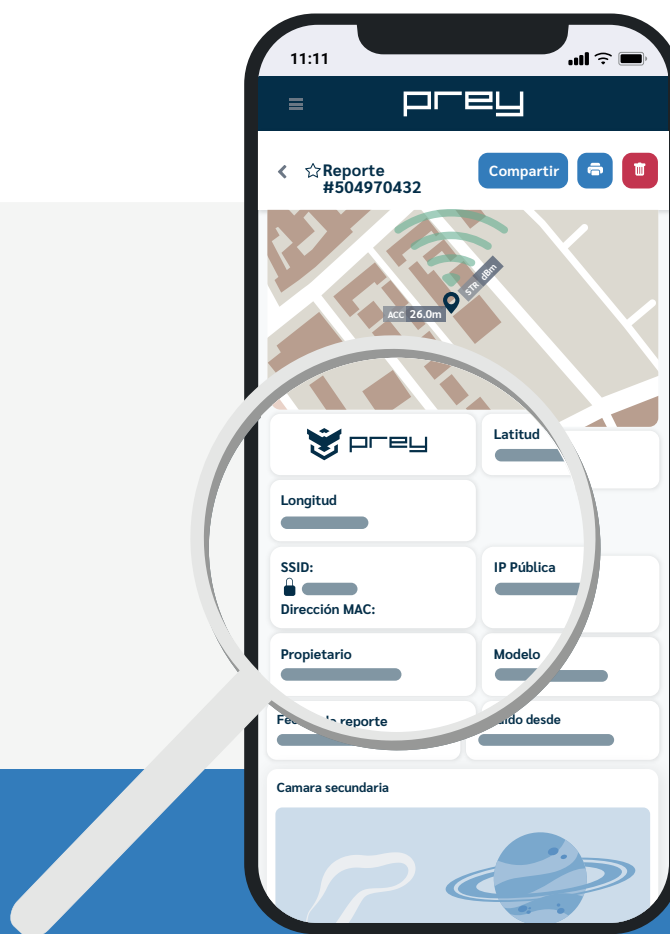 11:11
prey
Reporte
#504970432
Compartir
STR dBm
ACC 26.0m
prey
Latitud
Longitud
SSID:
IP Pública
Dirección MAC:
Propietario
Modelo
reporte
desde
Camara secundaria